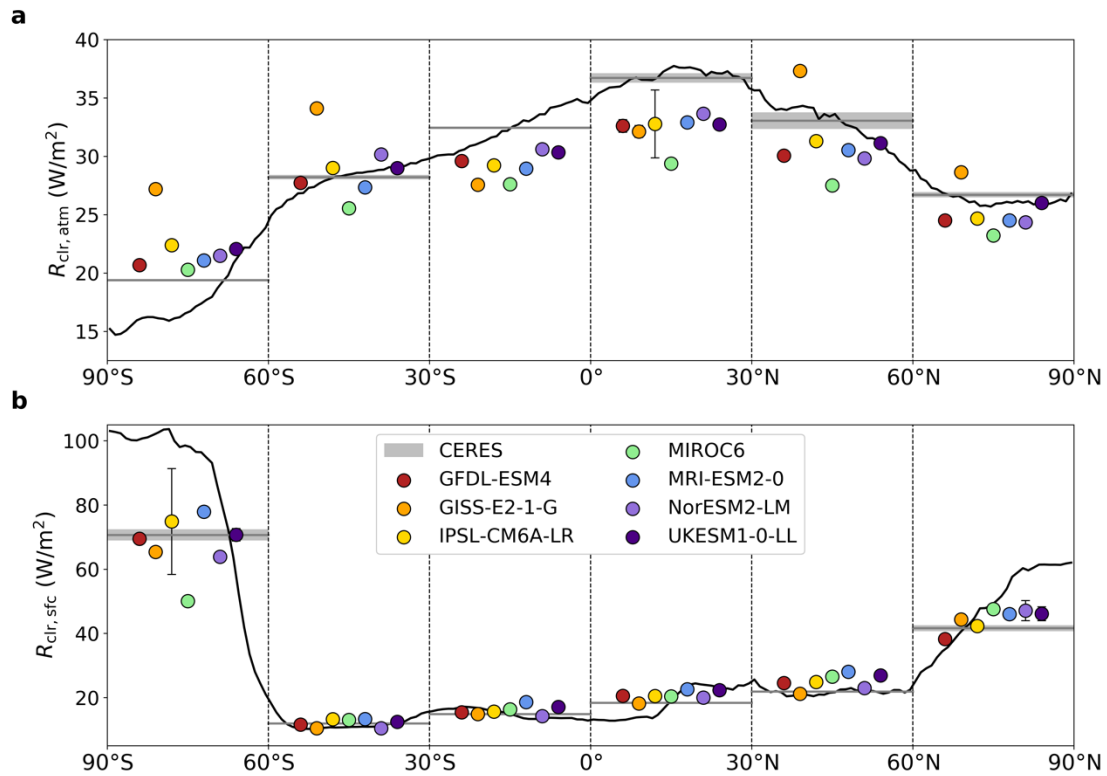 a
40
35
30
25
20
15
R_clr,atm (W/m²)
90°S 60°S 30°S 0 30°N 60°N 90°N
b
100
80
60
40
20
R_clr,sfc (W/m²)
CERES
GFDL-ESM4
GISS-E2-1-G
IPSL-CM6A-LR
MIROC6
MRI-ESM2-0
NorESM2-LM
UKESM1-0-LL
90°S 60°S 30°S 0 30°N 60°N 90°N